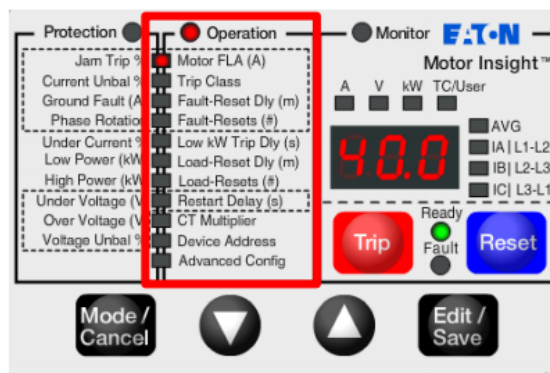 Protection
Operation
Monitor
EATON
Motor Insight™
Jam Trip %
Current Unbal %
Ground Fault (A
Phase Rotation
Under Current %
Low Power (kW
High Power (kW
Under Voltage (V
Over Voltage (V
Voltage Unbal %
Motor FLA (A)
Trip Class
Fault-Reset Dly (m)
Fault-Resets (#)
Low kW Trip Dly (s)
Load-Reset Dly (m)
Load-Resets (#)
Restart Delay (s)
CT Multiplier
Device Address
Advanced Config
A V kW TC/User
40.0
AVG
IA | L1-L2
IB | L2-L3
IC | L3-L1
Trip
Ready
Fault
Reset
Mode /
Cancel
Edit /
Save